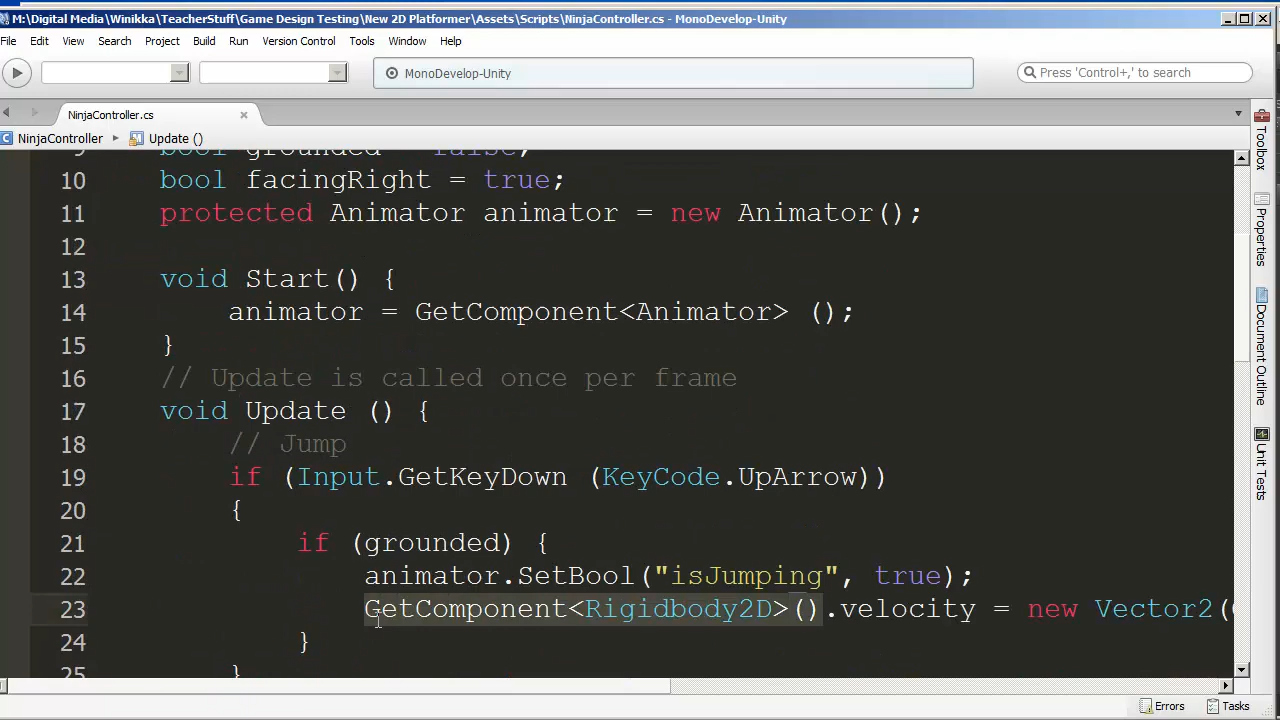 M:\Digital Media\Winikka\TeacherStuff\Game Design Testing\New 2D Platformer\Assets\Scripts\NinjaController.cs - MonoDevelop-Unity
File Edit View Search Project Build Run Version Control Tools Window Help
MonoDevelop-Unity
Press 'Control+,' to search
NinjaController.cs
NinjaController Update ()
9 bool grounded = false;
10 bool facingRight = true;
11 protected Animator animator = new Animator();
12
13 void Start() {
14 animator = GetComponent<Animator> ();
15 }
16 // Update is called once per frame
17 void Update () {
18 // Jump
19 if (Input.GetKeyDown (KeyCode.UpArrow))
20 {
21 if (grounded) {
22 animator.SetBool("isJumping", true);
23 GetComponent<Rigidbody2D>().velocity = new Vector2(
24 }
25 }
Toolbox
Properties
Document Outline
Unit Tests
Errors Tasks